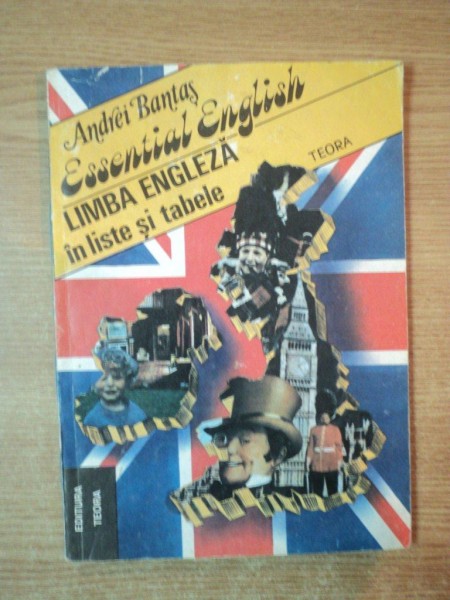 Andrei Bantaş
Essential English
LIMBA ENGLEZĂ
în liste şi tabele
TEORA
EDITURA
TEORA